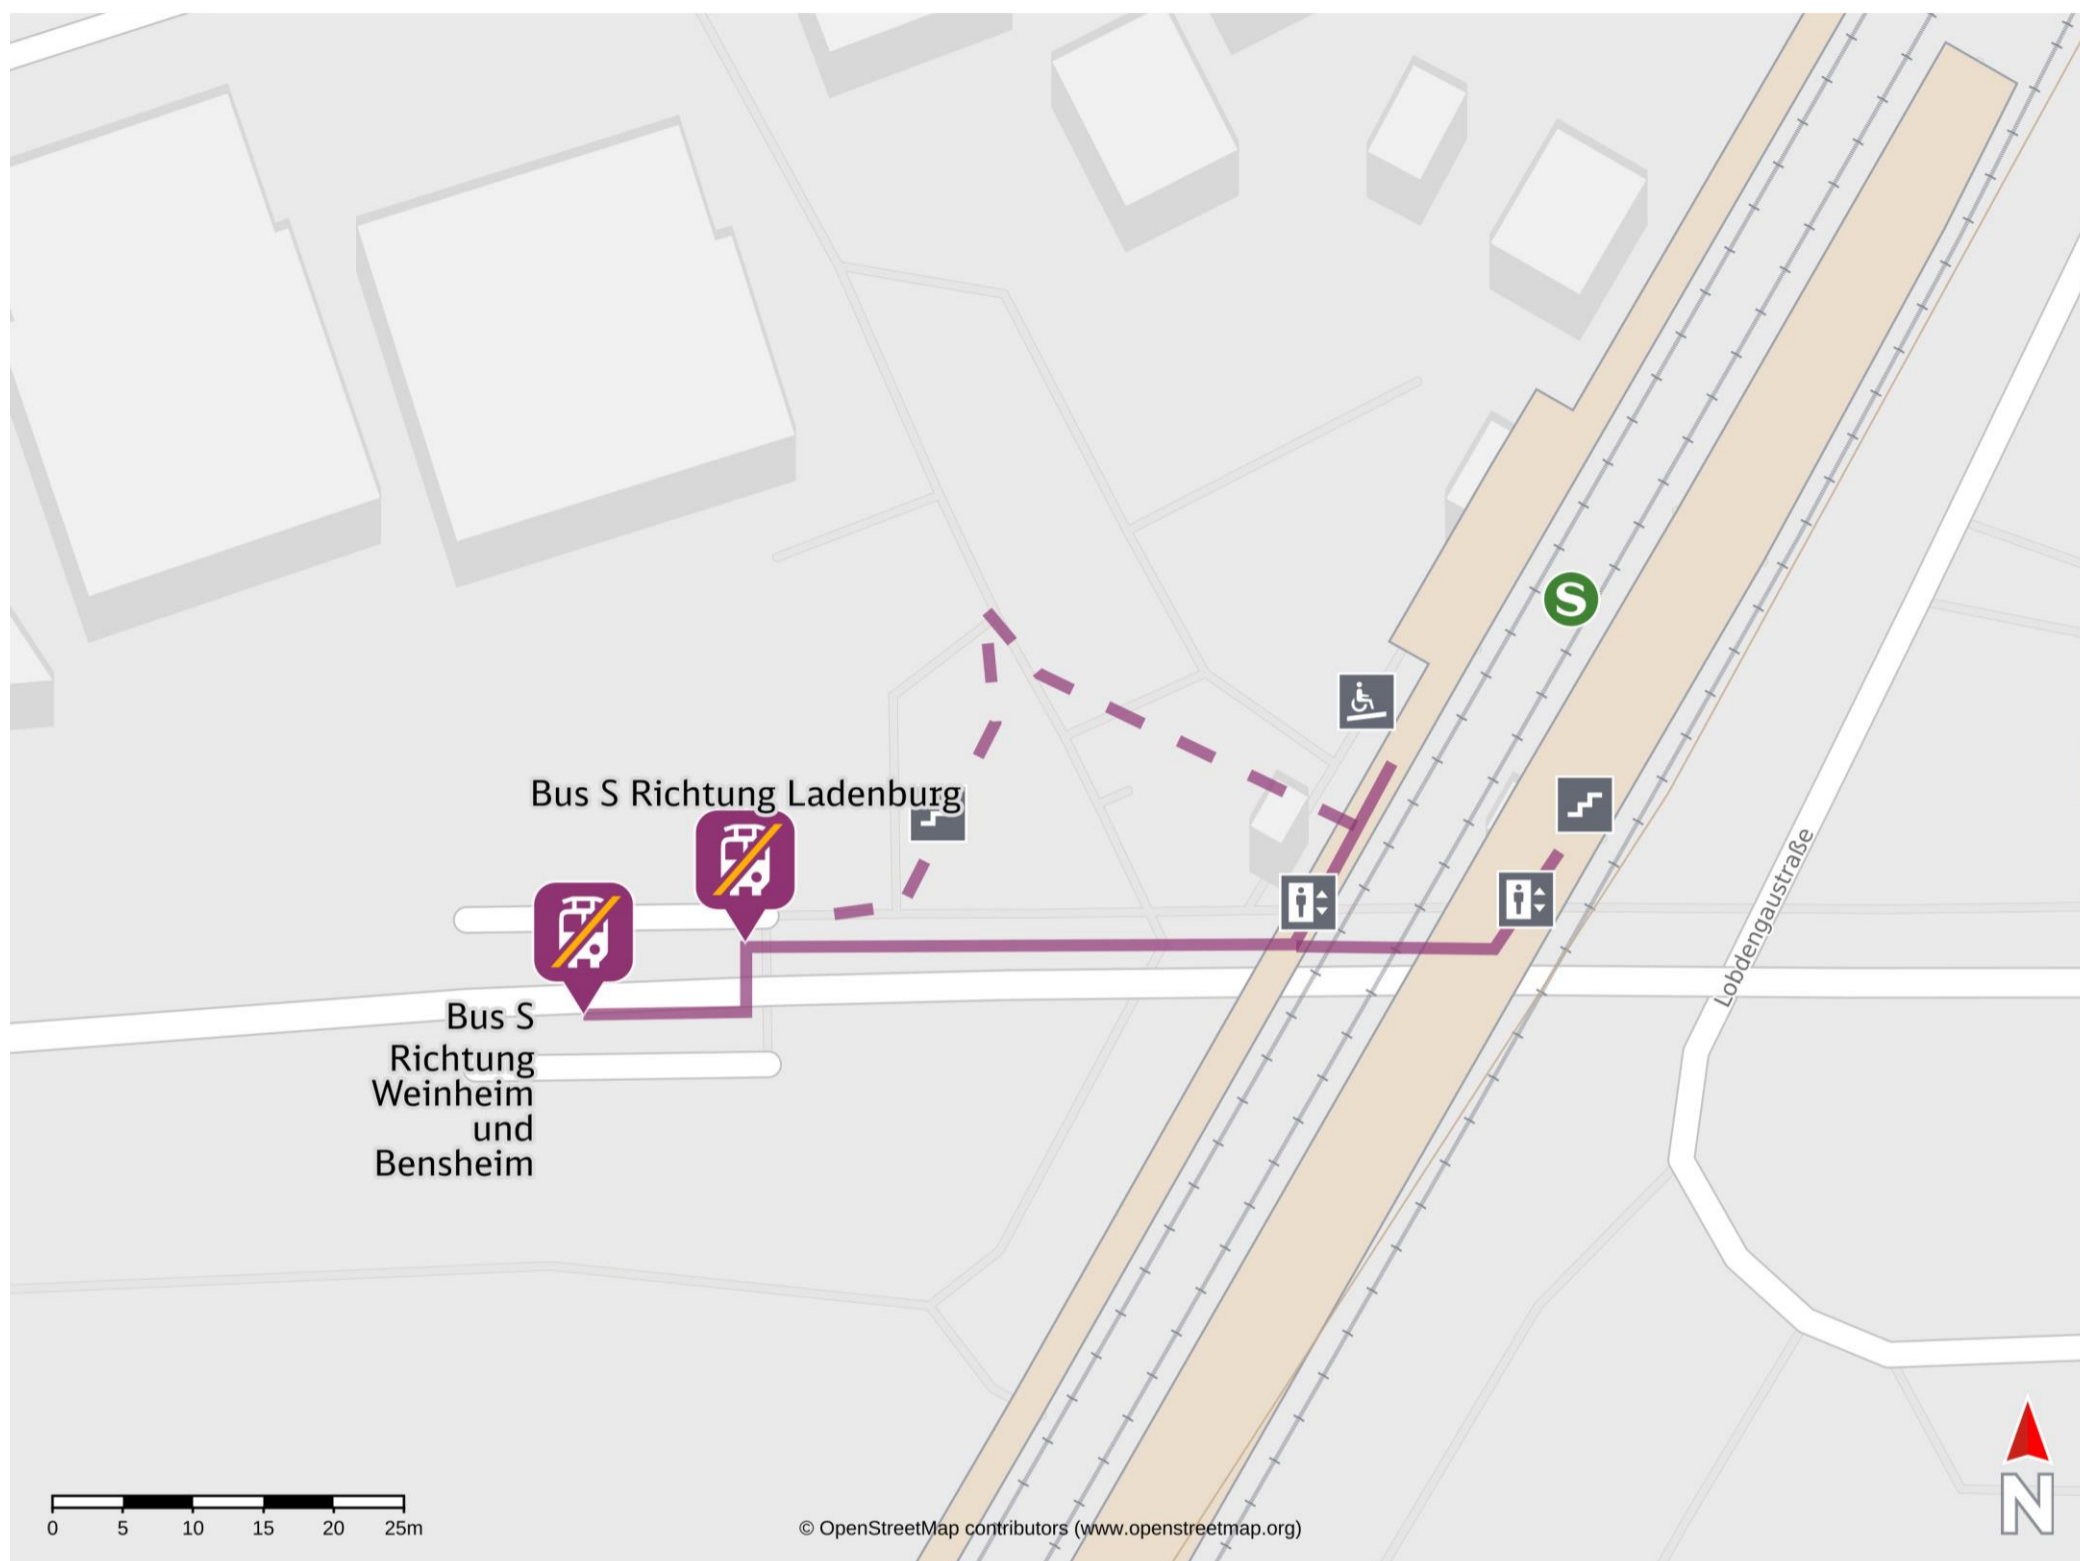 S
Bus S Richtung Ladenburg
Bus S
Richtung
Weinheim
und
Bensheim
Lobdengaustraße
0 5 10 15 20 25m
© OpenStreetMap contributors (www.openstreetmap.org)
N